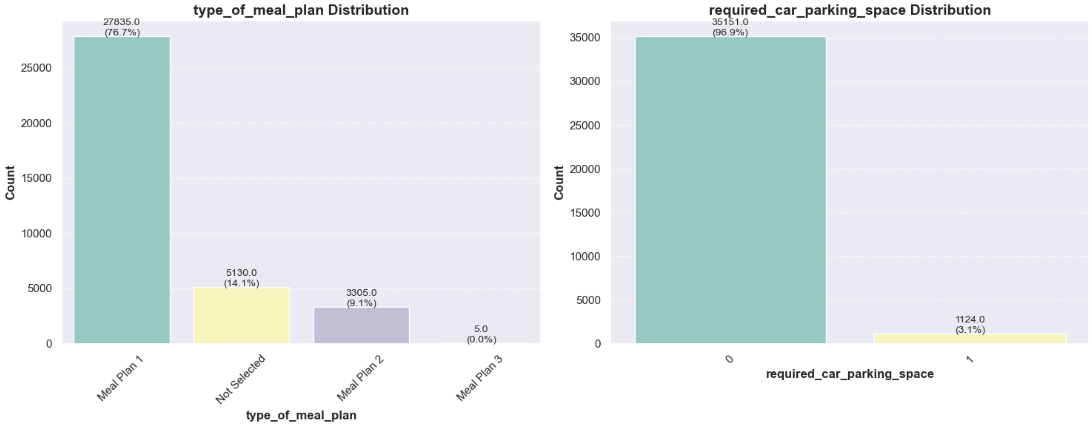 type_of_meal_plan Distribution
27835.0
(76.7%)
25000
20000
15000
10000
5000
0
Count
5130.0
(14.1%)
3305.0
(9.1%)
5.0
(0.0%)
Meal Plan 1
Not Selected
Meal Plan 2
Meal Plan 3
type_of_meal_plan
required_car_parking_space Distribution
35151.0
(96.9%)
35000
30000
25000
20000
15000
10000
5000
0
Count
1124.0
(3.1%)
0
1
required_car_parking_space